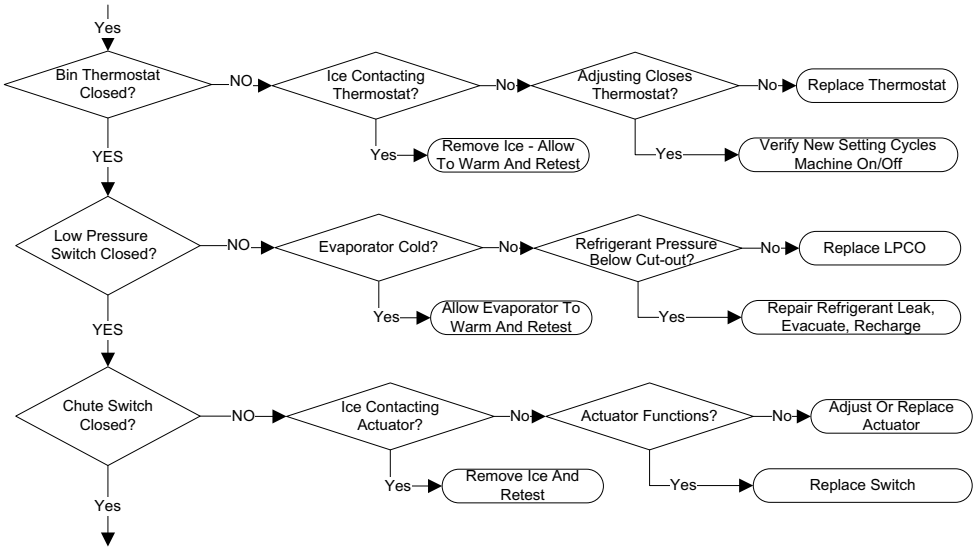 Yes
Bin Thermostat
Closed?
NO
Ice Contacting
Thermostat?
No
Adjusting Closes
Thermostat?
No
Replace Thermostat
YES
Yes
Remove Ice - Allow
To Warm And Retest
Yes
Verify New Setting Cycles
Machine On/Off
Low Pressure
Switch Closed?
NO
Evaporator Cold?
No
Refrigerant Pressure
Below Cut-out?
No
Replace LPCO
YES
Yes
Allow Evaporator To
Warm And Retest
Yes
Repair Refrigerant Leak,
Evacuate, Recharge
Chute Switch
Closed?
NO
Ice Contacting
Actuator?
No
Actuator Functions?
No
Adjust Or Replace
Actuator
Yes
Yes
Remove Ice And
Retest
Yes
Replace Switch